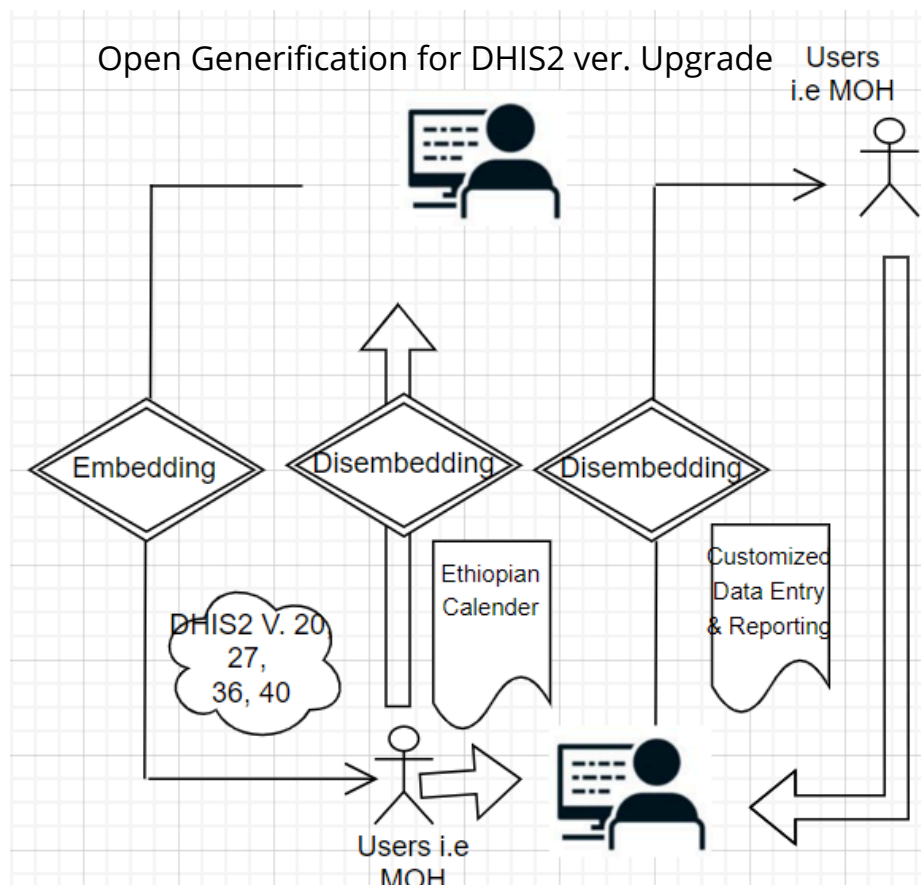 Open Generification for DHIS2 ver. Upgrade
Users
i.e MOH
Embedding
Disembedding
Disembedding
Ethiopian
Calender
Customized
Data Entry
& Reporting
DHIS2 V. 20,
27,
36, 40
Users i.e
MOH